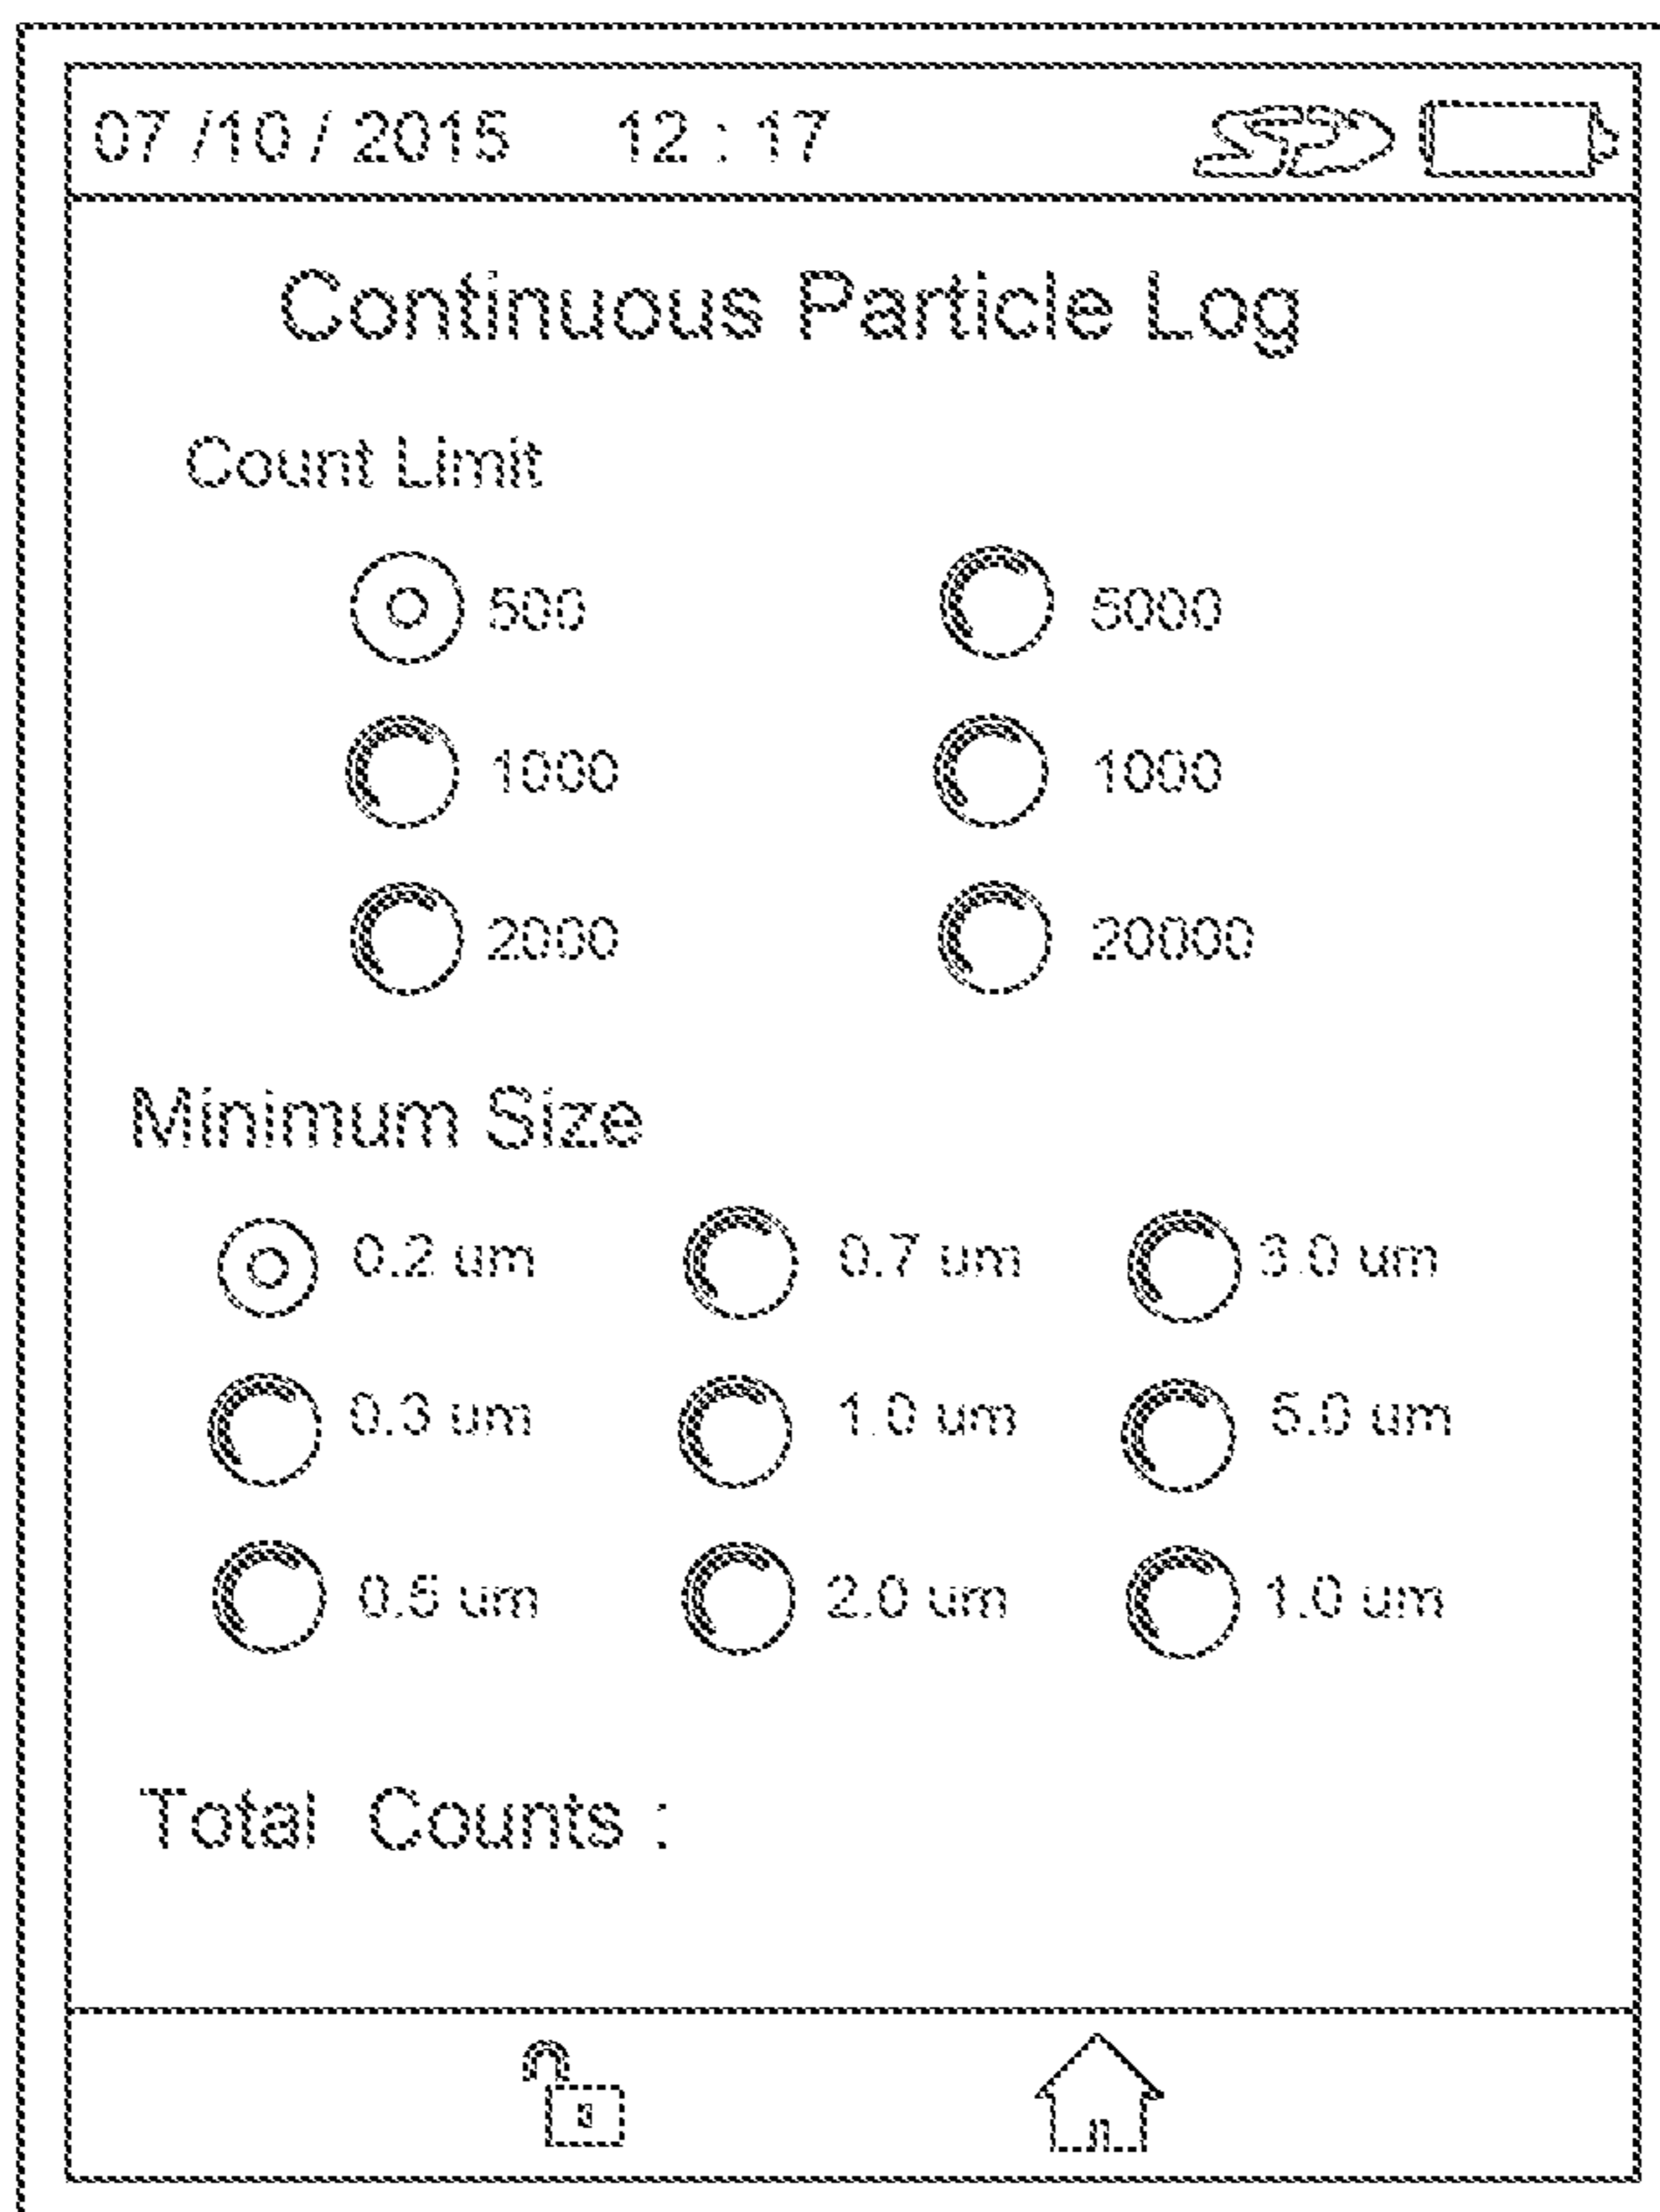 07 /10 / 2015 12 : 17
Continuous Particle Log
Count Limit
500 5000
1000 1000
2000 20000
Minimum Size
0.2 um 0.7 um 3.0 um
0.3 um 1.0 um 5.0 um
0.5 um 2.0 um 1.0 um
Total Counts :